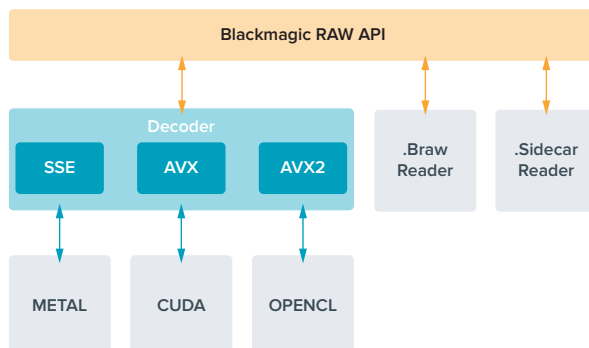 Blackmagic RAW API
Decoder
SSE
AVX
AVX2
.Braw
Reader
.Sidecar
Reader
METAL
CUDA
OPENCL